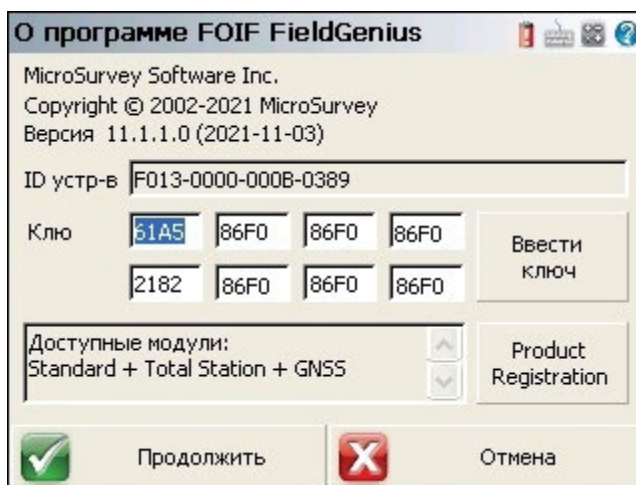 О программе FOIF FieldGenius
MicroSurvey Software Inc.
Copyright © 2002-2021 MicroSurvey
Версия 11.1.1.0 (2021-11-03)
ID устр-в F013-0000-000B-0389
Клю 61A5 86F0 86F0 86F0
2182 86F0 86F0 86F0
Ввести
ключ
Доступные модули:
Standard + Total Station + GNSS
Product
Registration
Продолжить Отмена